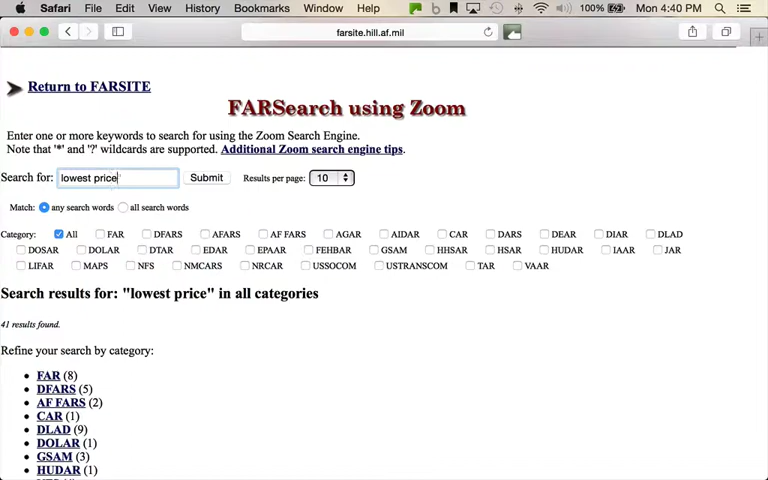 Safari File Edit View History Bookmarks Window Help 100% Mon 4:40 PM
farsite.hill.af.mil
Return to FARSITE
FARSearch using Zoom
Enter one or more keywords to search for using the Zoom Search Engine.
Note that '*' and '?' wildcards are supported. Additional Zoom search engine tips.
Search for: lowest price Submit Results per page: 10
Match: any search words all search words
Category: All FAR DFARS AFARS AF FARS AGAR AIDAR CAR DARS DEAR DIAR DLAD
DOSAR DOLAR DTAR EDAR EPAAR FEHBAR GSAM HHSAR HSAR HUDAR IAAR JAR
LIFAR MAPS NFS NMCARS NRCAR USSOCOM USTRANSCOM TAR VAAR
Search results for: "lowest price" in all categories
41 results found.
Refine your search by category:
FAR (8)
DFARS (5)
AF FARS (2)
CAR (1)
DLAD (9)
DOLAR (1)
GSAM (3)
HUDAR (1)